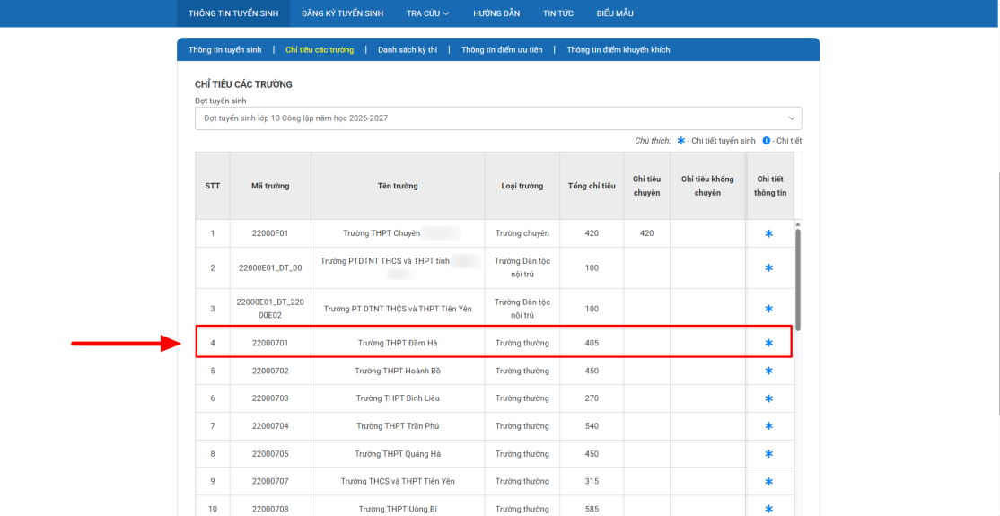 THÔNG TIN TUYỂN SINH ĐĂNG KÝ TUYỂN SINH TRA CỨU HƯỚNG DẪN TIN TỨC BIỂU MẪU
Thông tin tuyển sinh | Chỉ tiêu các trường | Danh sách kỳ thi | Thông tin điểm ưu tiên | Thông tin điểm khuyến khích
CHỈ TIÊU CÁC TRƯỜNG
Đợt tuyển sinh
Đợt tuyển sinh lớp 10 Công lập năm học 2026-2027
Chú thích: * - Chi tiết tuyển sinh - Chi tiết
STT Mã trường Tên trường Loại trường Tổng chỉ tiêu Chỉ tiêu chuyên Chỉ tiêu không chuyên Chi tiết thông tin
1 22000F01 Trường THPT Chuyên Trường chuyên 420 420 *
2 22000E01_DT_00 Trường PTDTNT THCS và THPT tỉnh Trường Dân tộc nội trú 100 *
3 22000E01_DT_22000E02 Trường PT DTNT THCS và THPT Tiên Yên Trường Dân tộc nội trú 100 *
4 22000701 Trường THPT Đầm Hà Trường thường 405 *
5 22000702 Trường THPT Hoành Bồ Trường thường 450 *
6 22000703 Trường THPT Bình Liêu Trường thường 270 *
7 22000704 Trường THPT Trần Phú Trường thường 540 *
8 22000705 Trường THPT Quảng Hà Trường thường 450 *
9 22000707 Trường THCS và THPT Tiên Yên Trường thường 315 *
10 22000708 Trường THPT Uông Bí Trường thường 585 *